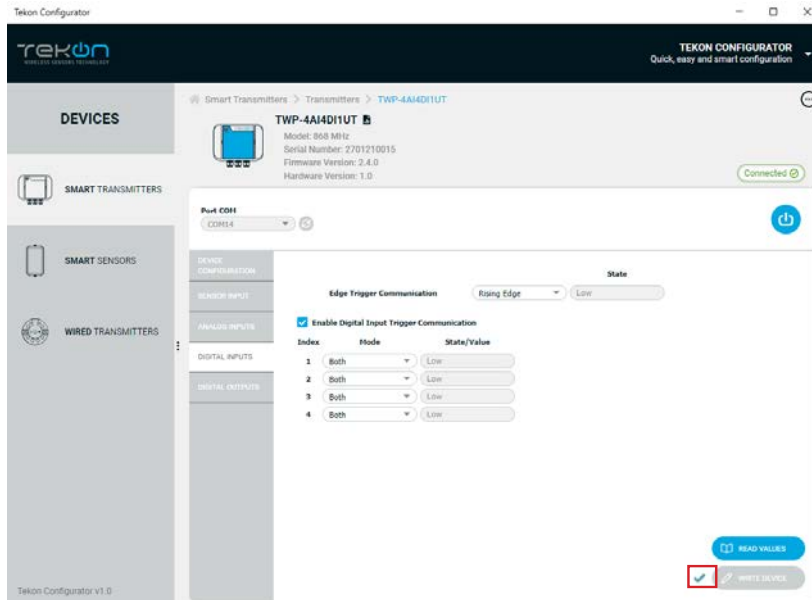 Tekon Configurator
TEKON
WIRELESS SENSORS TECHNOLOGY
TEKON CONFIGURATOR
Quick, easy and smart configuration
DEVICES
SMART TRANSMITTERS
SMART SENSORS
WIRED TRANSMITTERS
Tekon Configurator v1.0
Smart Transmitters > Transmitters > TWP-4AI4DI1UT
TWP-4AI4DI1UT
Model: 868 MHz
Serial Number: 2701210015
Firmware Version: 2.4.0
Hardware Version: 1.0
Connected
Port COM
COM14
DEVICE
CONFIGURATION
SENSOR INPUT
ANALOG INPUTS
DIGITAL INPUTS
DIGITAL OUTPUTS
State
Edge Trigger Communication Rising Edge Low
Enable Digital Input Trigger Communication
Index Mode State/Value
1 Both Low
2 Both Low
3 Both Low
4 Both Low
READ VALUES
WRITE DEVICE